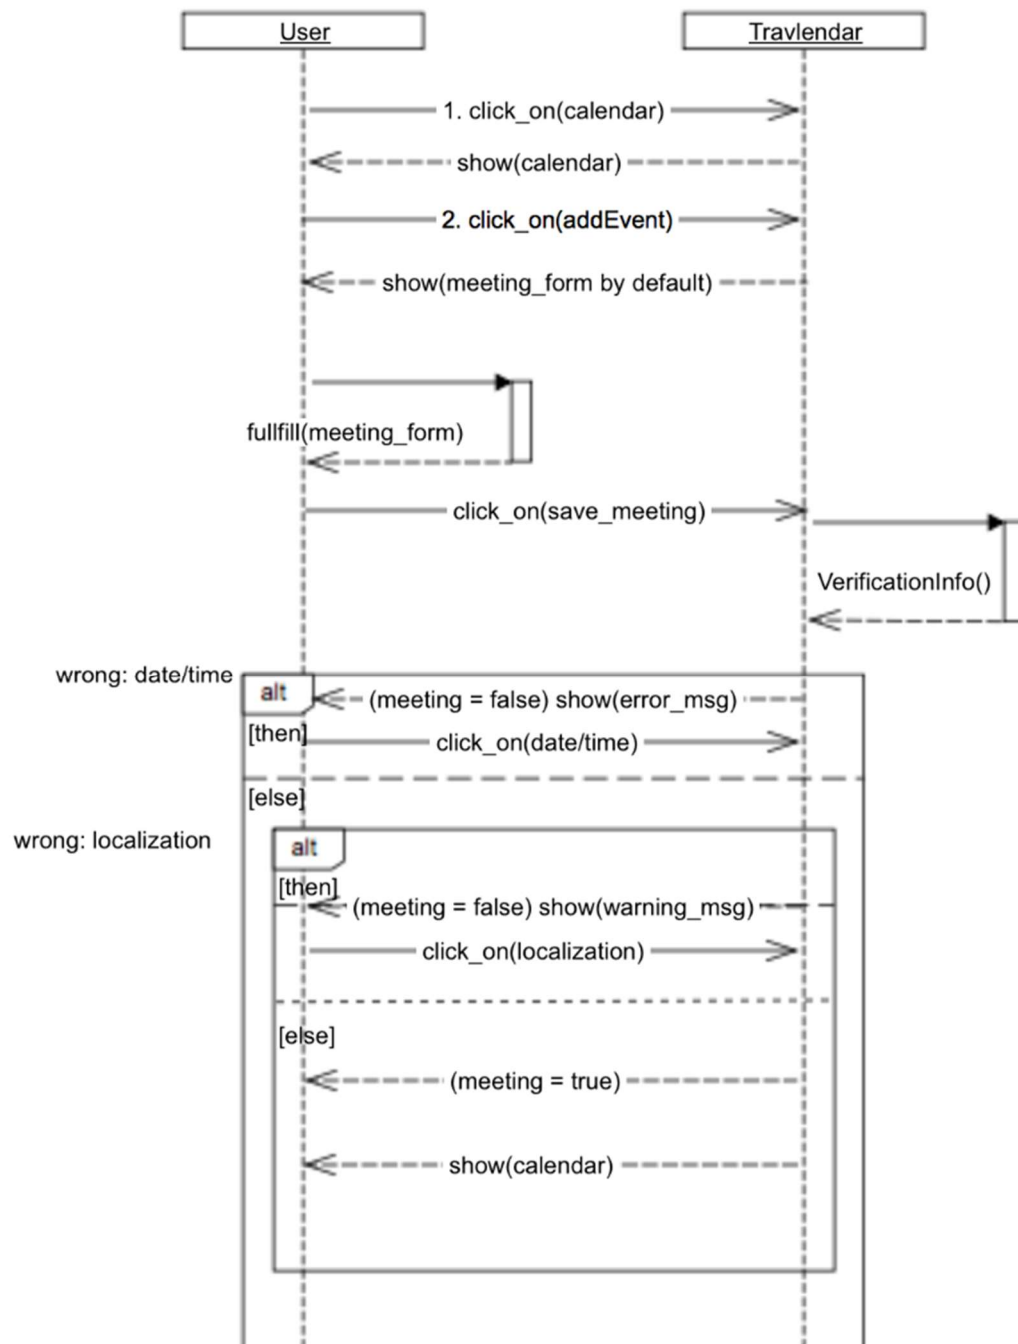 User
Travlendar
1. click_on(calendar)
show(calendar)
2. click_on(addEvent)
show(meeting_form by default)
fullfill(meeting_form)
click_on(save_meeting)
VerificationInfo()
wrong: date/time
alt
(meeting = false) show(error_msg)
[then]
click_on(date/time)
[else]
wrong: localization
alt
[then]
(meeting = false) show(warning_msg)
click_on(localization)
[else]
(meeting = true)
show(calendar)